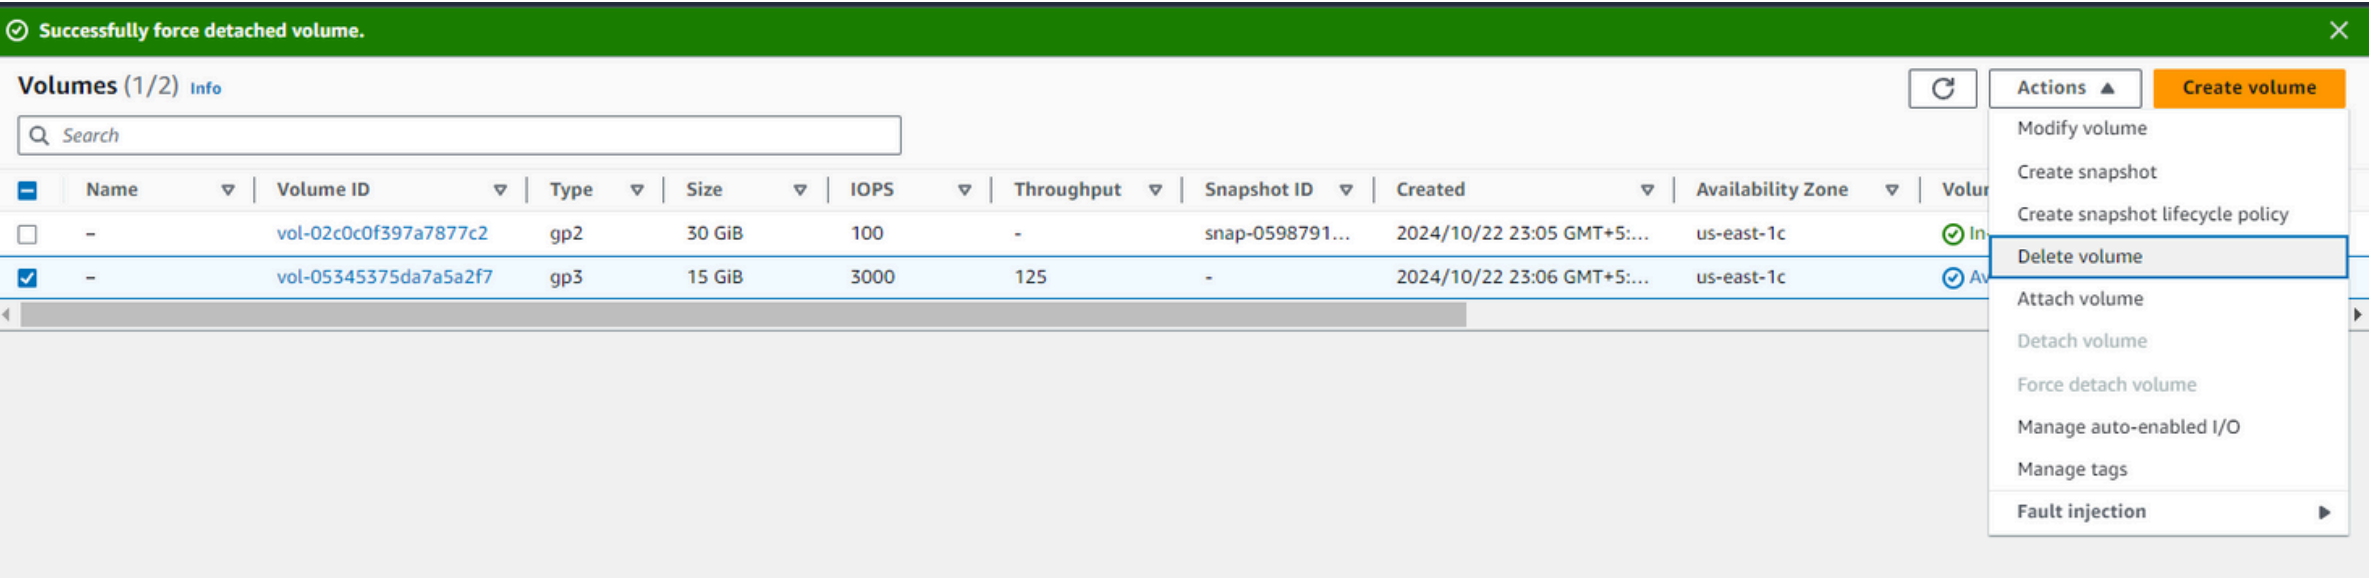 Successfully force detached volume.
Volumes (1/2) Info
Actions
Create volume
Search
Name Volume ID Type Size IOPS Throughput Snapshot ID Created Availability Zone Volur
– vol-02c0c0f397a7877c2 gp2 30 GiB 100 - snap-0598791... 2024/10/22 23:05 GMT+5:... us-east-1c In-
– vol-05345375da7a5a2f7 gp3 15 GiB 3000 125 - 2024/10/22 23:06 GMT+5:... us-east-1c Av
Modify volume
Create snapshot
Create snapshot lifecycle policy
Delete volume
Attach volume
Detach volume
Force detach volume
Manage auto-enabled I/O
Manage tags
Fault injection